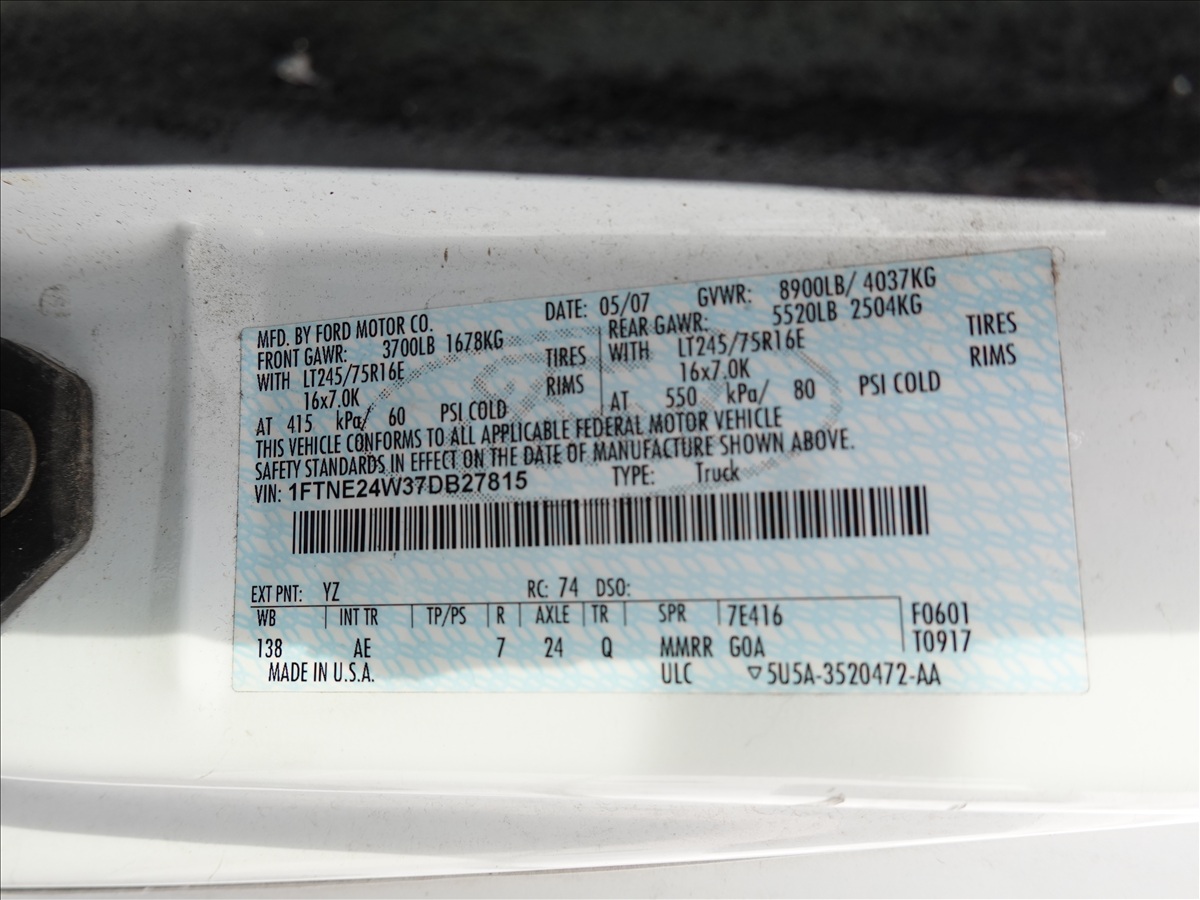 MFD. BY FORD MOTOR CO. DATE: 05/07 GVWR: 8900LB/ 4037KG
FRONT GAWR: 3700LB 1678KG REAR GAWR: 5520LB 2504KG
WITH LT245/75R16E TIRES WITH LT245/75R16E TIRES
16x7.0K RIMS 16x7.0K RIMS
AT 415 kPa/ 60 PSI COLD AT 550 kPa/ 80 PSI COLD
THIS VEHICLE CONFORMS TO ALL APPLICABLE FEDERAL MOTOR VEHICLE
SAFETY STANDARDS IN EFFECT ON THE DATE OF MANUFACTURE SHOWN ABOVE.
VIN: 1FTNE24W37DB27815 TYPE: Truck
EXT PNT: YZ RC: 74 DSO:
WB INT TR TP/PS R AXLE TR SPR 7E416 F0601
138 AE 7 24 Q MMRR GOA T0917
MADE IN U.S.A. ULC ▽5U5A-3520472-AA